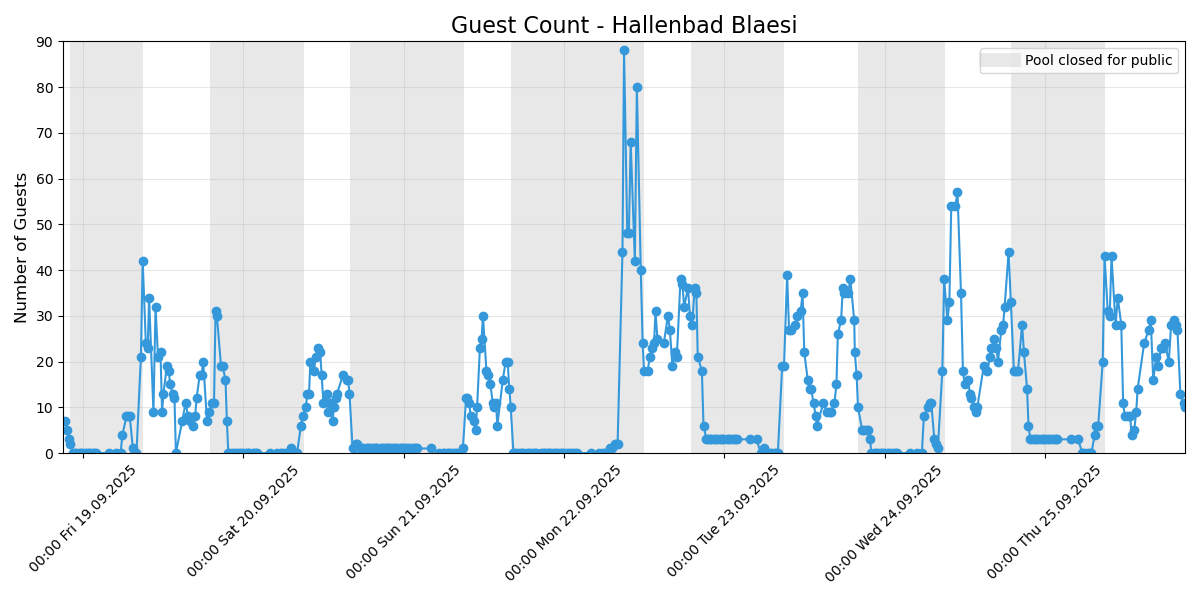 Guest Count - Hallenbad Blaesi
Pool closed for public
Number of Guests
90
80
70
60
50
40
30
20
10
0
00:00 Fri 19.09.2025
00:00 Sat 20.09.2025
00:00 Sun 21.09.2025
00:00 Mon 22.09.2025
00:00 Tue 23.09.2025
00:00 Wed 24.09.2025
00:00 Thu 25.09.2025